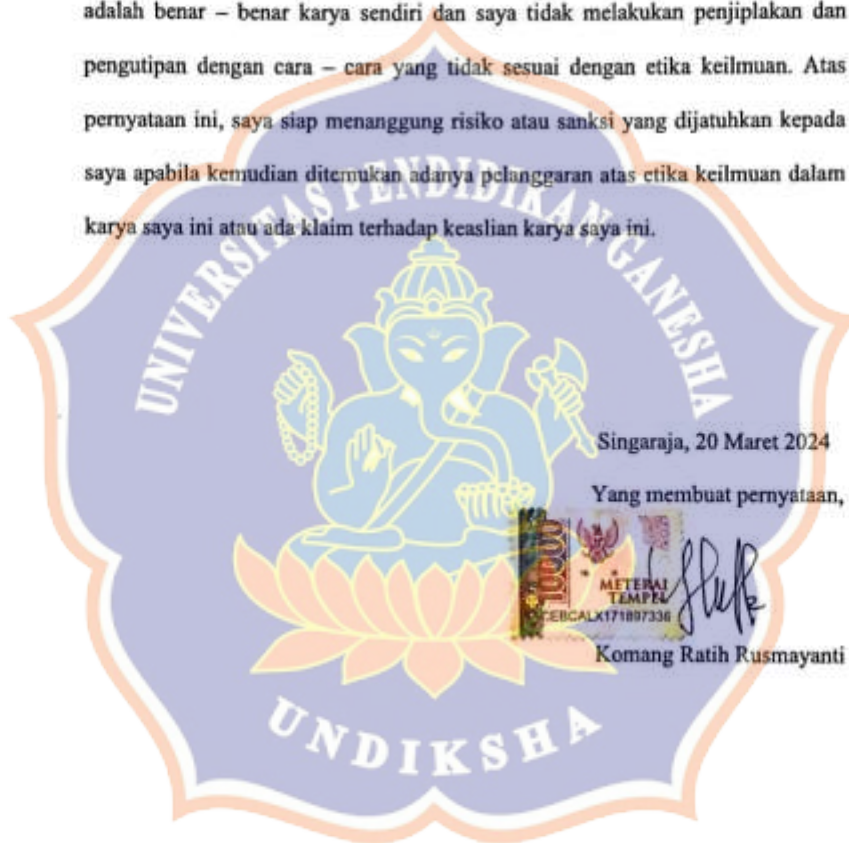 adalah benar – benar karya sendiri dan saya tidak melakukan penjiplakan dan
pengutipan dengan cara – cara yang tidak sesuai dengan etika keilmuan. Atas
pernyataan ini, saya siap menanggung risiko atau sanksi yang dijatuhkan kepada
saya apabila kemudian ditemukan adanya pelanggaran atas etika keilmuan dalam
karya saya ini atau ada klaim terhadap keaslian karya saya ini.
UNIVERSITAS PENDIDIKAN GANESHA
Singaraja, 20 Maret 2024
Yang membuat pernyataan,
10000
METERAI
TEMPEL
CEBCALX171897336
Komang Ratih Rusmayanti
UNDIKSHA